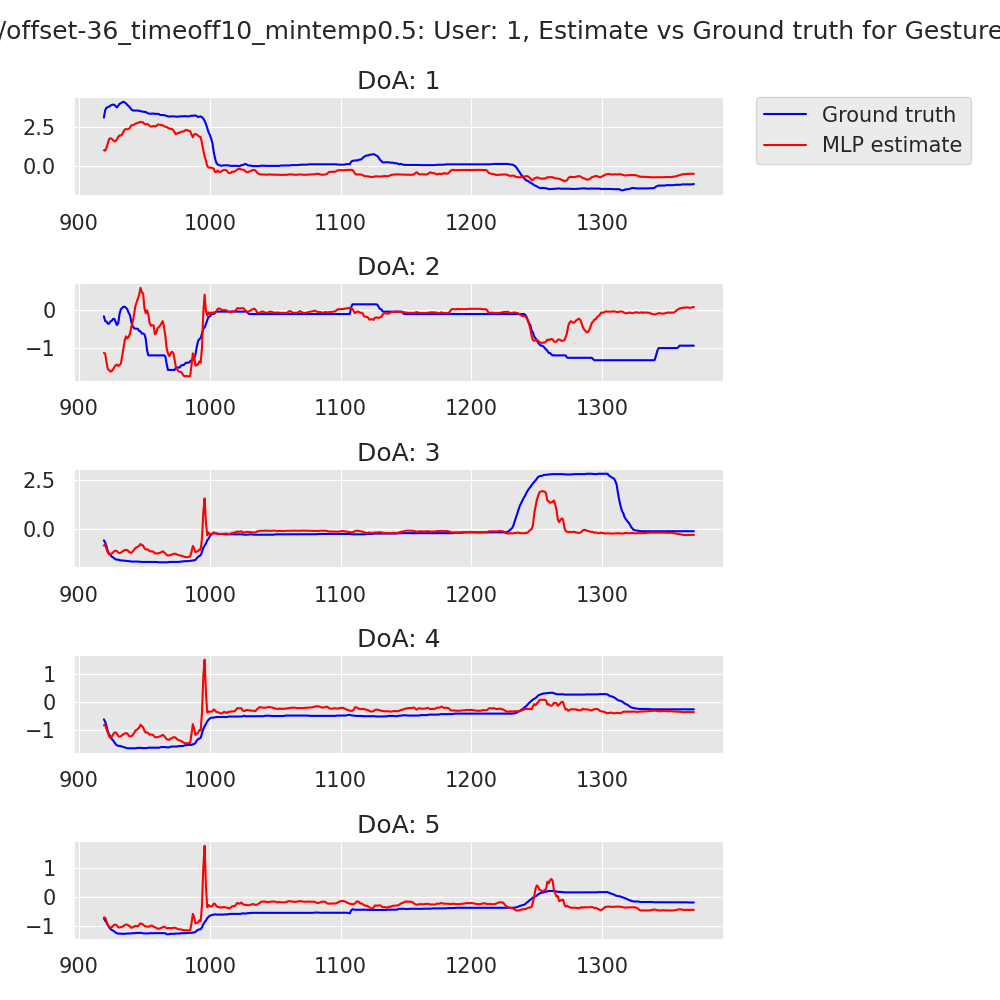 /offset-36_timeoff10_mintemp0.5: User: 1, Estimate vs Ground truth for Gesture
DoA: 1
Ground truth
MLP estimate
2.5
0.0
900 1000 1100 1200 1300
DoA: 2
0
−1
900 1000 1100 1200 1300
DoA: 3
2.5
0.0
900 1000 1100 1200 1300
DoA: 4
1
0
−1
900 1000 1100 1200 1300
DoA: 5
1
0
−1
900 1000 1100 1200 1300